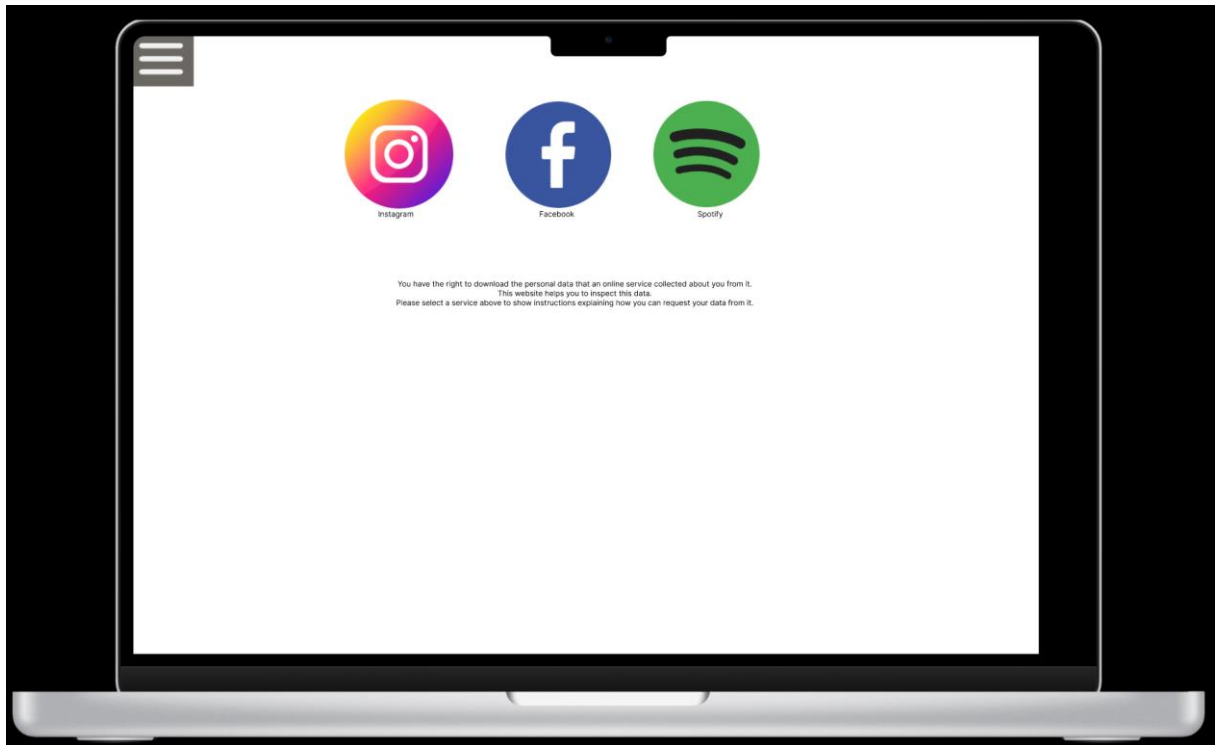 Instagram
Facebook
Spotify
You have the right to download the personal data that an online service collected about you from it.
This website helps you to inspect this data.
Please select a service above to show instructions explaining how you can request your data from it.